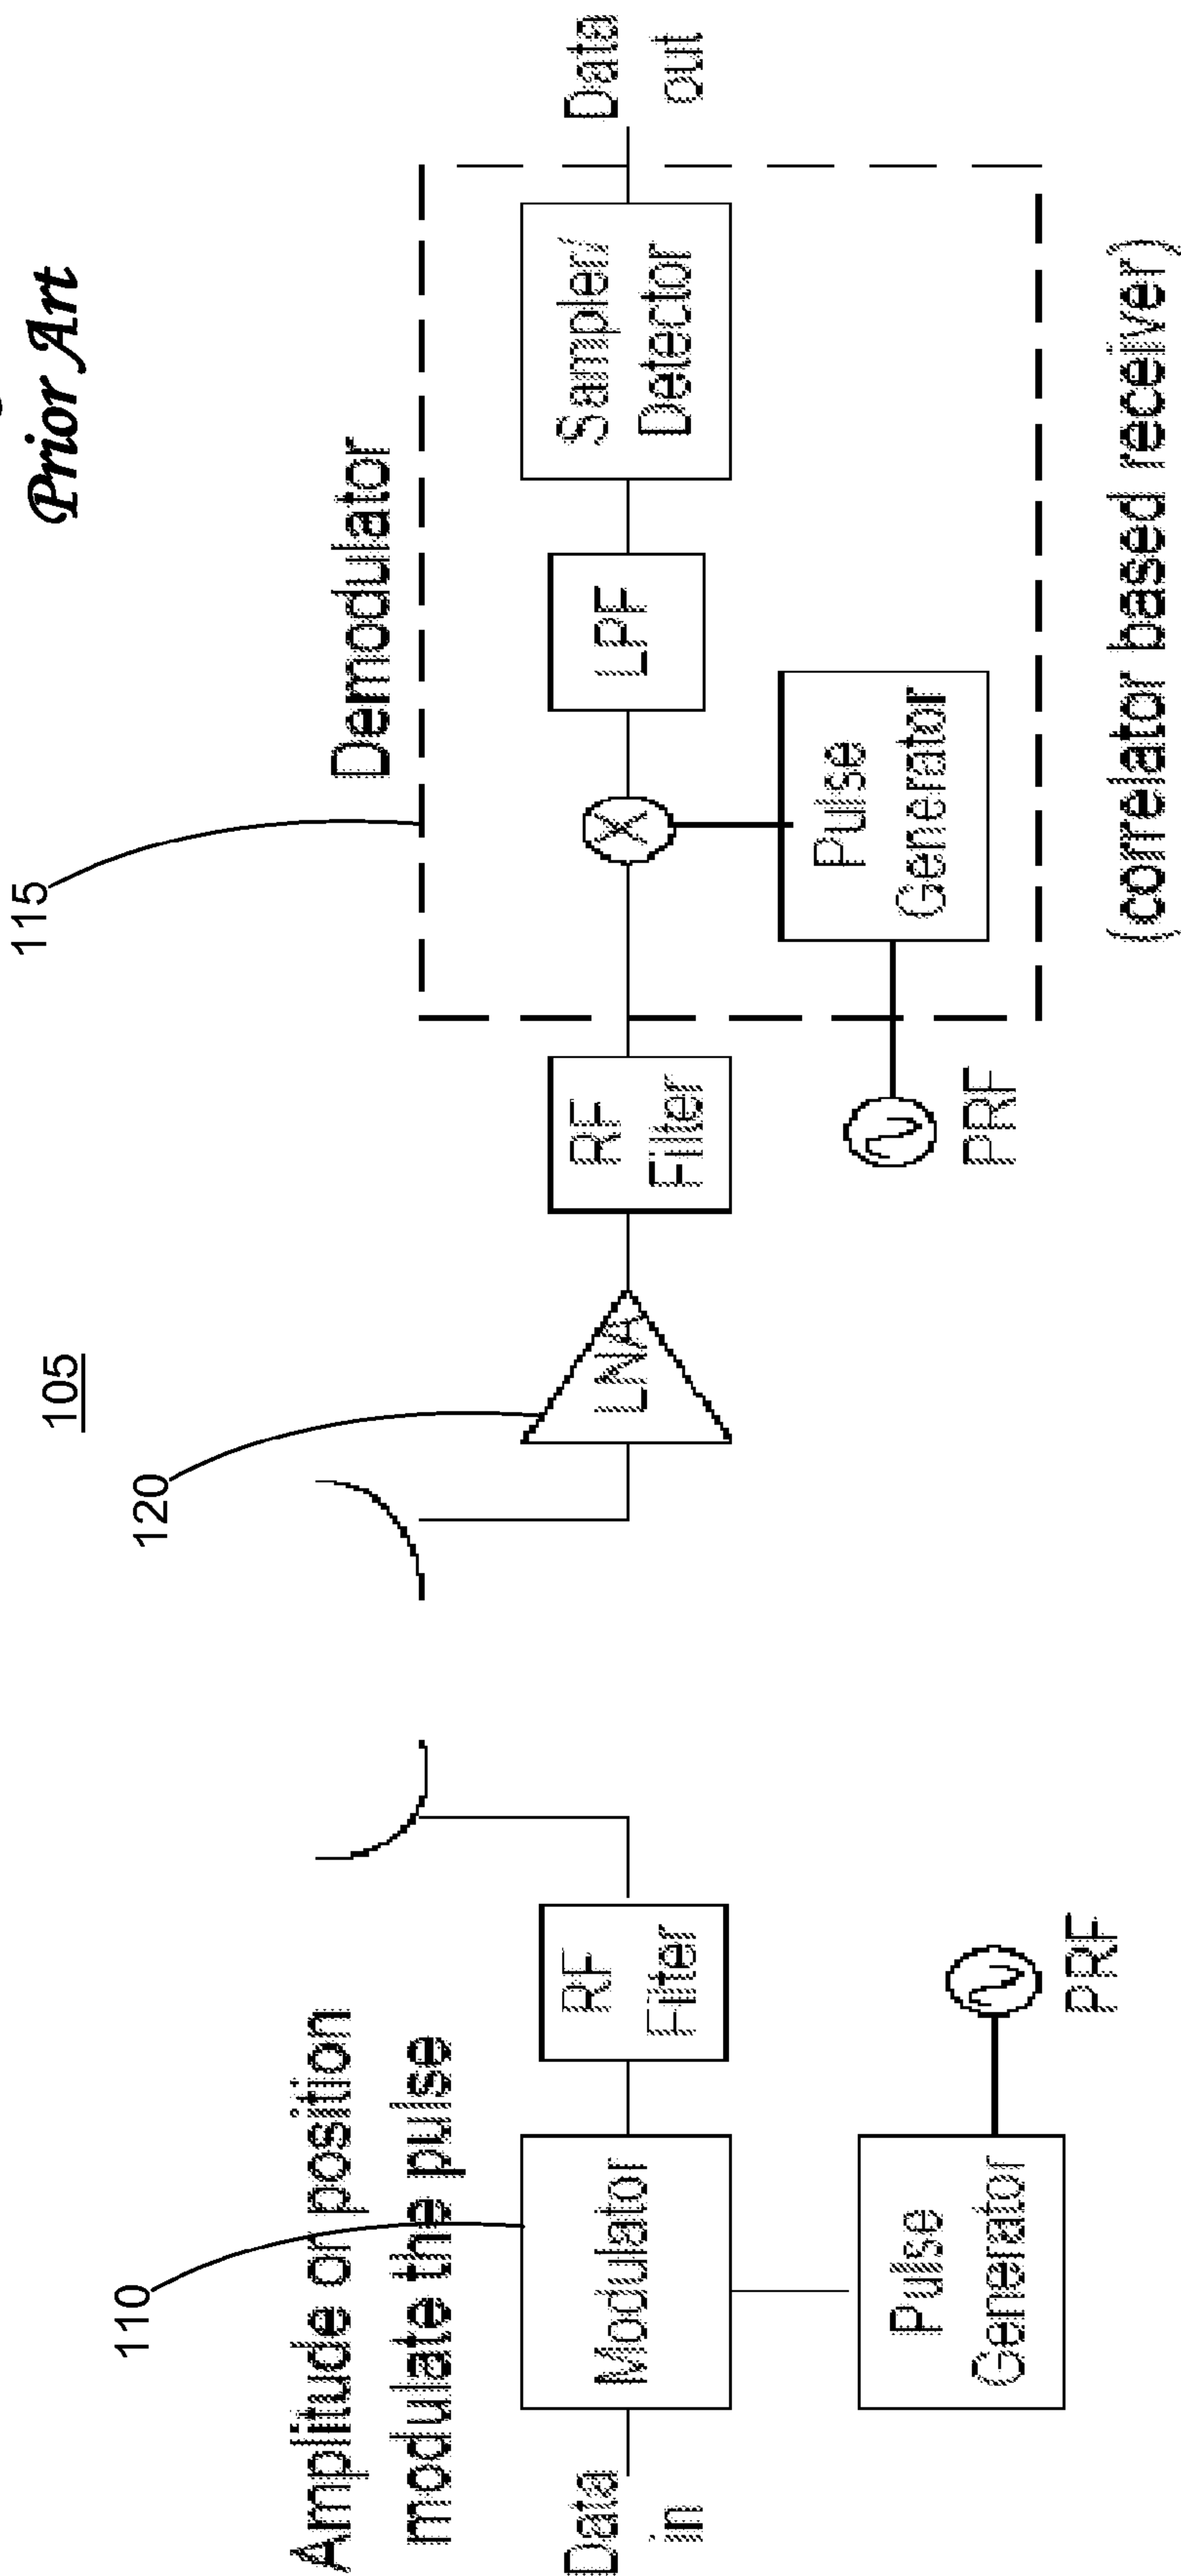 Prior Art
105
110
120
115
Amplitude or position
modulate the pulse
Demodulator
Data
in
Modulator
RF
Filter
LNA
RF
Filter
X
LPF
Sampler/
Detector
Data
out
Pulse
Generator
PRF
PRF
Pulse
Generator
(correlator based receiver)